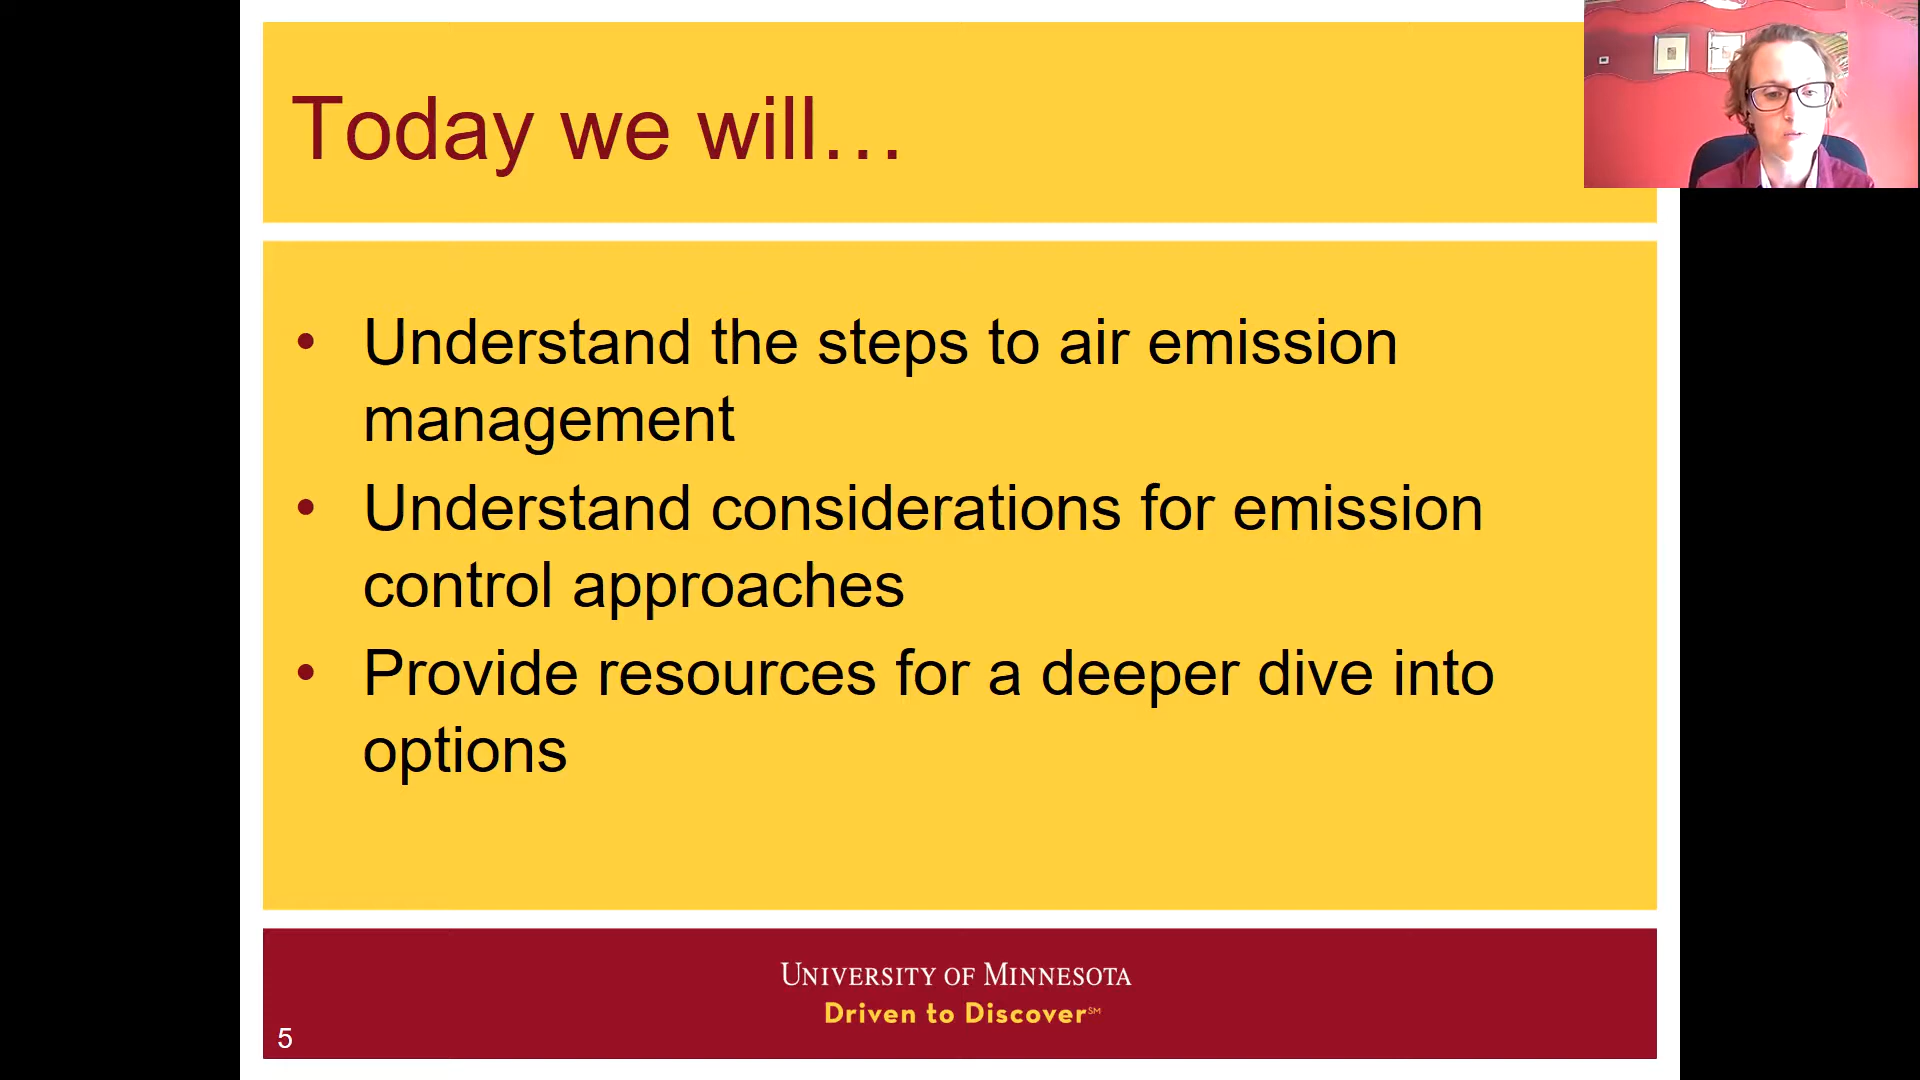 Today we will…
• Understand the steps to air emission
management
• Understand considerations for emission
control approaches
• Provide resources for a deeper dive into
options
UNIVERSITY OF MINNESOTA
Driven to Discover℠
5